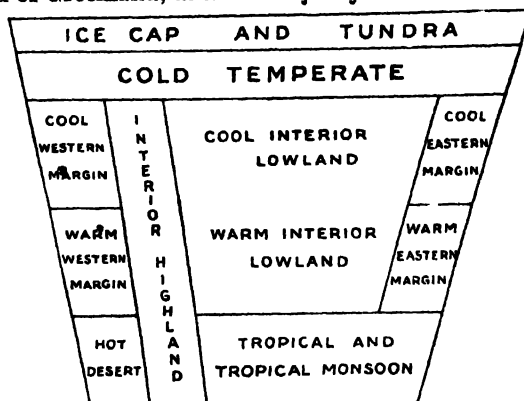 ICE CAP AND TUNDRA
COLD TEMPERATE
COOL
WESTERN
MARGIN
INTERIOR HIGHLAND
COOL INTERIOR
LOWLAND
COOL
EASTERN
MARGIN
WARM
WESTERN
MARGIN
WARM INTERIOR
LOWLAND
WARM
EASTERN
MARGIN
HOT
DESERT
TROPICAL AND
TROPICAL MONSOON